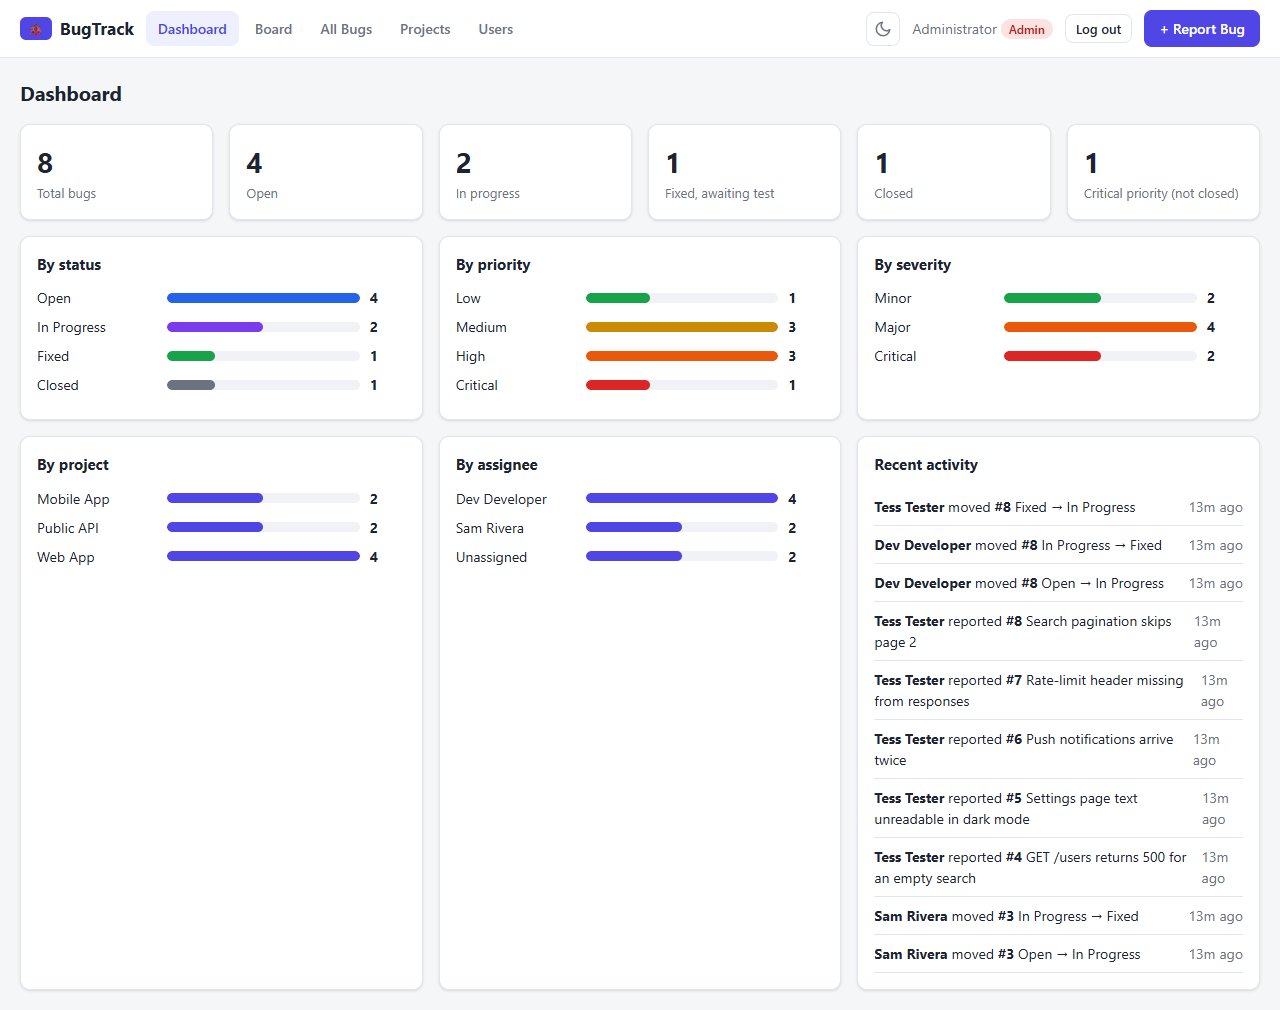 BugTrack
Dashboard
Board
All Bugs
Projects
Users
Administrator Admin
Log out
+ Report Bug
Dashboard
8
Total bugs
4
Open
2
In progress
1
Fixed, awaiting test
1
Closed
1
Critical priority (not closed)
By status
Open 4
In Progress 2
Fixed 1
Closed 1
By priority
Low 1
Medium 3
High 3
Critical 1
By severity
Minor 2
Major 4
Critical 2
By project
Mobile App 2
Public API 2
Web App 4
By assignee
Dev Developer 4
Sam Rivera 2
Unassigned 2
Recent activity
Tess Tester moved #8 Fixed → In Progress 13m ago
Dev Developer moved #8 In Progress → Fixed 13m ago
Dev Developer moved #8 Open → In Progress 13m ago
Tess Tester reported #8 Search pagination skips 13m
page 2 ago
Tess Tester reported #7 Rate-limit header missing 13m
from responses ago
Tess Tester reported #6 Push notifications arrive 13m
twice ago
Tess Tester reported #5 Settings page text 13m
unreadable in dark mode ago
Tess Tester reported #4 GET /users returns 500 for 13m
an empty search ago
Sam Rivera moved #3 In Progress → Fixed 13m ago
Sam Rivera moved #3 Open → In Progress 13m ago